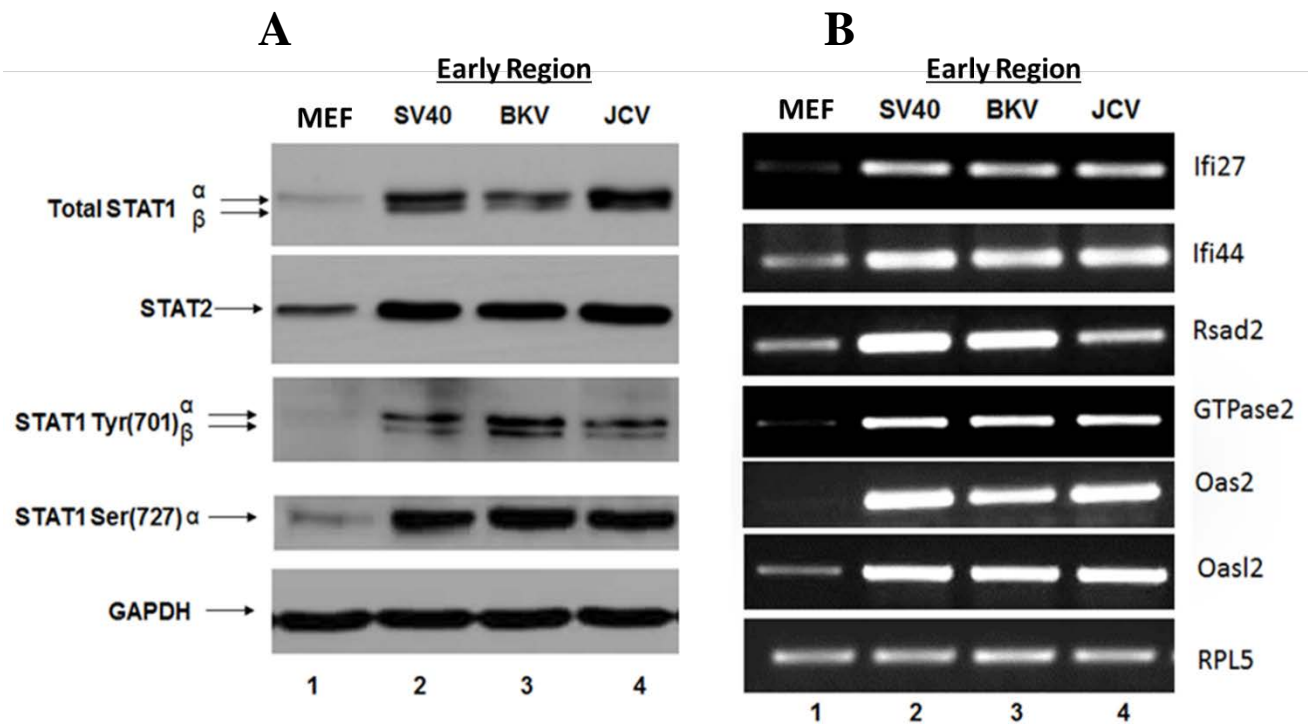 A
Early Region
MEF SV40 BKV JCV
Total STAT1 α
β
STAT2
STAT1 Tyr(701) α
β
STAT1 Ser(727) α
GAPDH
1 2 3 4
B
Early Region
MEF SV40 BKV JCV
Ifi27
Ifi44
Rsad2
GTPase2
Oas2
Oasl2
RPL5
1 2 3 4